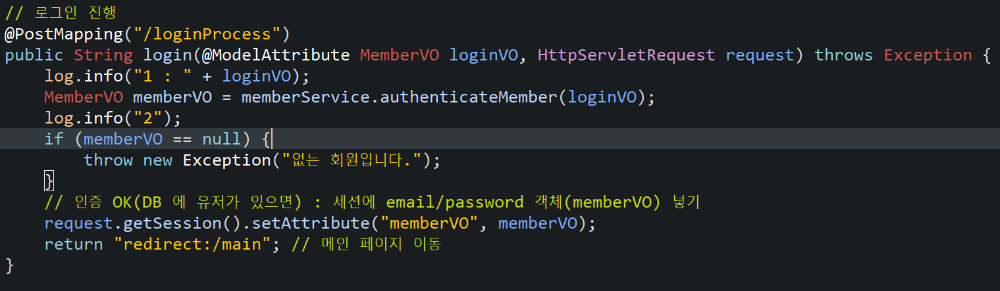 // 로그인 진행
@PostMapping("/loginProcess")
public String login(@ModelAttribute MemberVO loginVO, HttpServletRequest request) throws Exception {
    log.info("1 : " + loginVO);
    MemberVO memberVO = memberService.authenticateMember(loginVO);
    log.info("2");
    if (memberVO == null) {
        throw new Exception("없는 회원입니다.");
    }
    // 인증 OK(DB 에 유저가 있으면) : 세션에 email/password 객체(memberVO) 넣기
    request.getSession().setAttribute("memberVO", memberVO);
    return "redirect:/main"; // 메인 페이지 이동
}